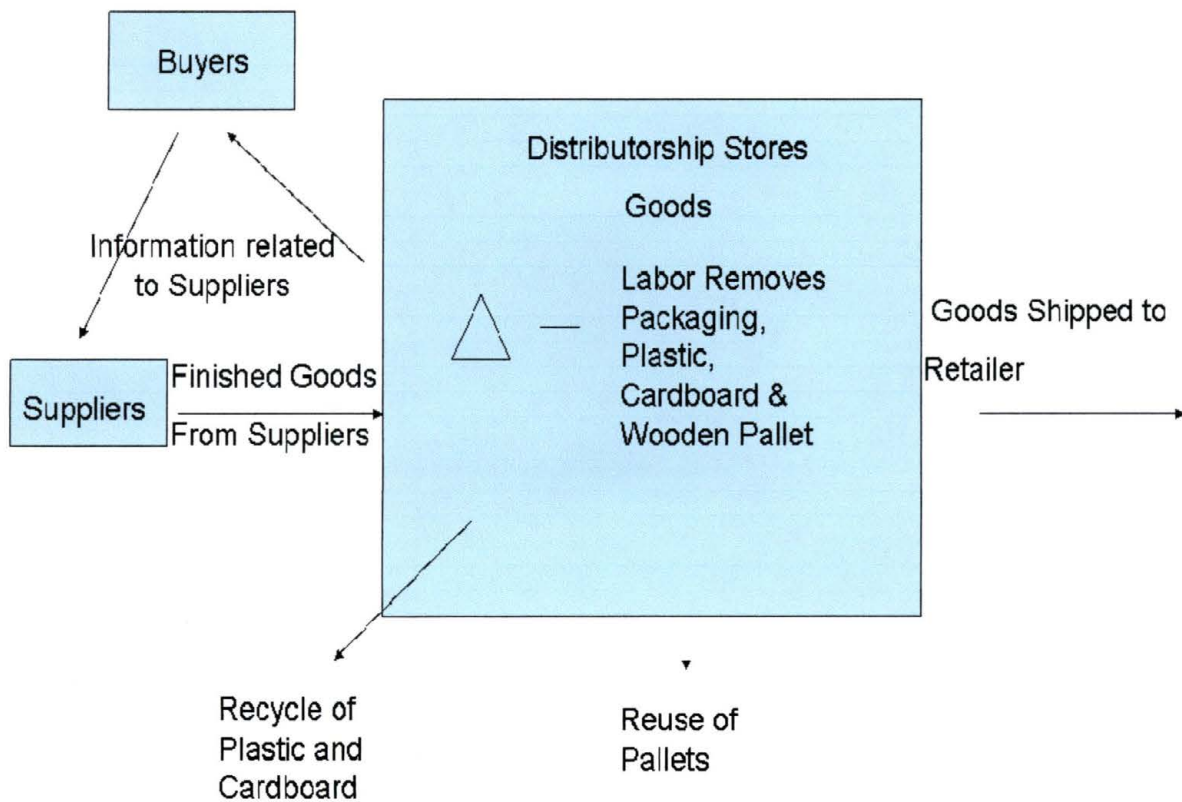 Buyers
Distributorship Stores
Goods
Information related
to Suppliers
Labor Removes
Packaging,
Plastic,
Cardboard &
Wooden Pallet
Goods Shipped to
Retailer
Suppliers
Finished Goods
From Suppliers
Recycle of
Plastic and
Cardboard
Reuse of
Pallets